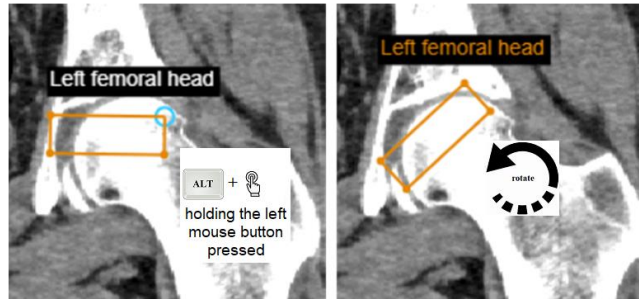 Left femoral head
ALT +
holding the left
mouse button
pressed
Left femoral head
rotate